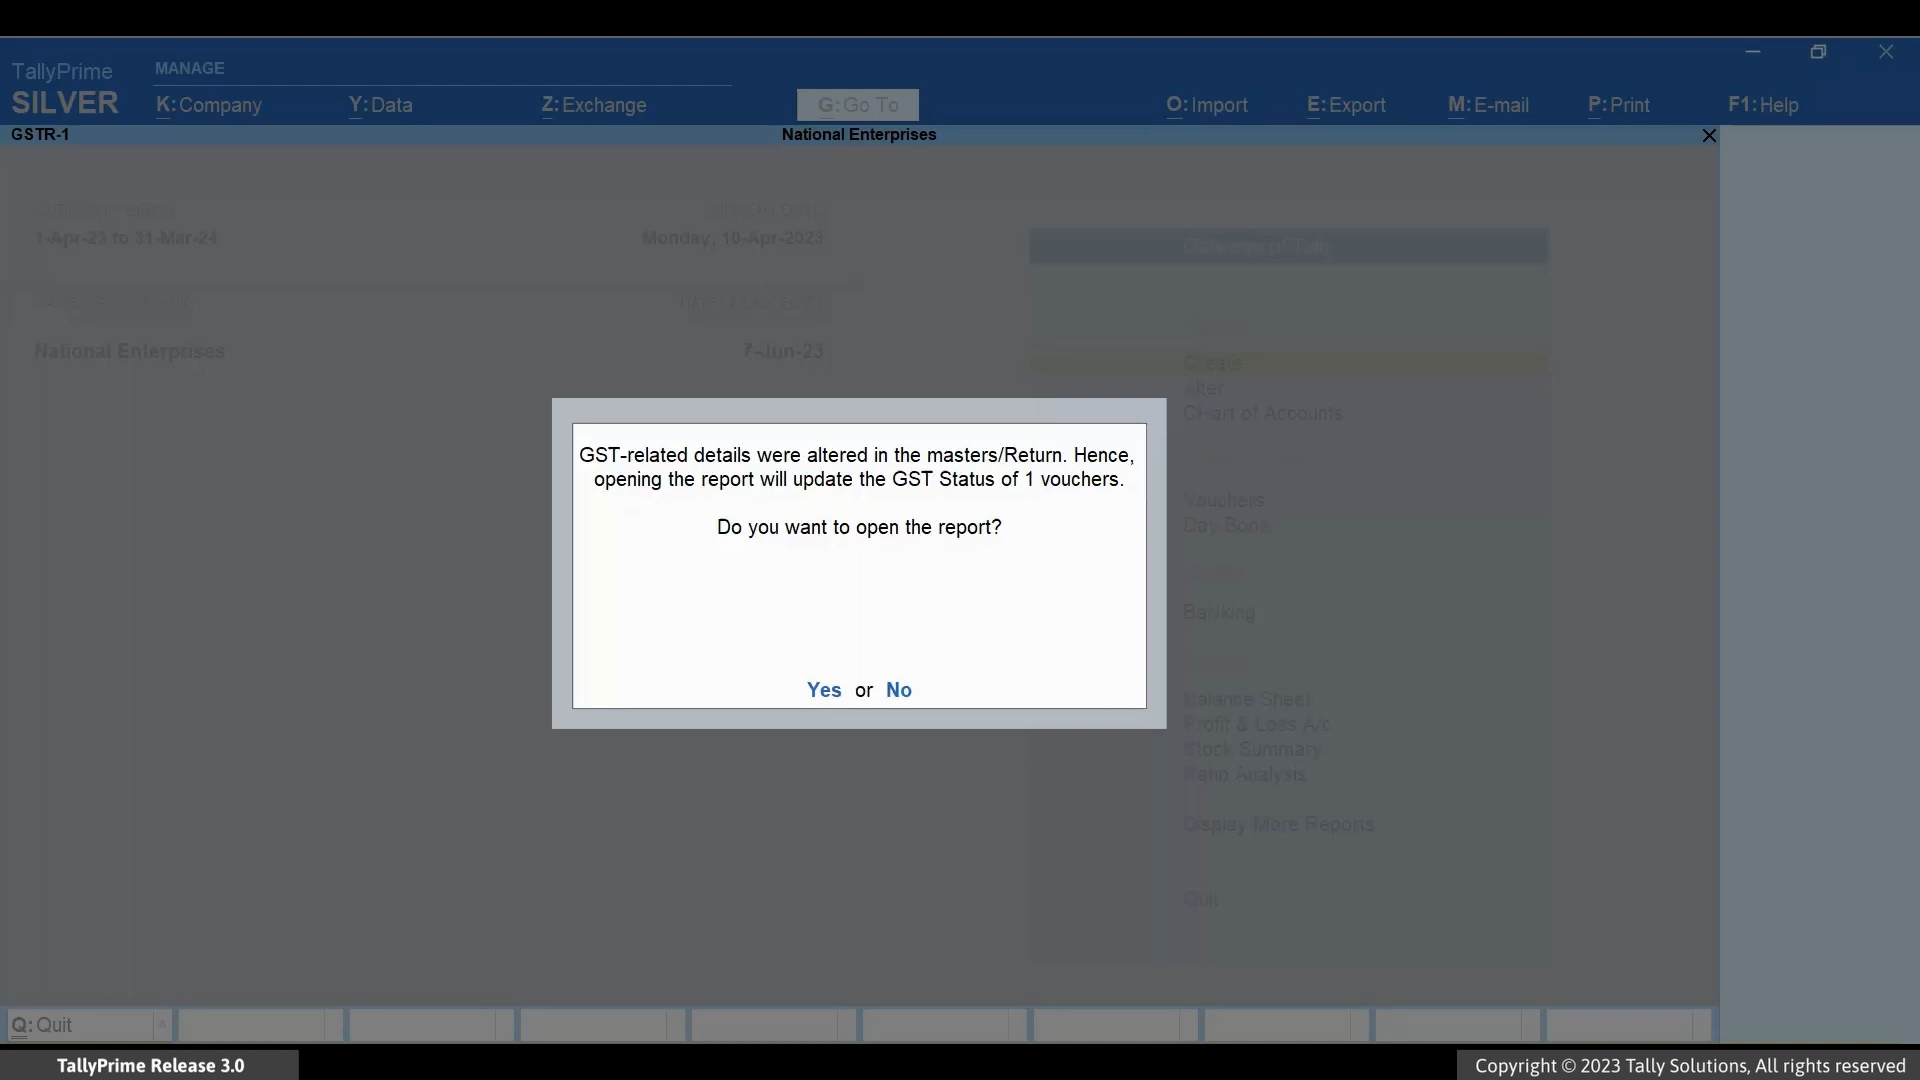 TallyPrime
SILVER
MANAGE
K: Company
Y: Data
Z: Exchange
G: Go To
O: Import
E: Export
M: E-mail
P: Print
F1: Help
GSTR-1
National Enterprises
1-Apr-23 to 31-Mar-24
Monday, 10-Apr-2023
National Enterprises
7-Jun-23
Create
Alter
CHart of Accounts
Vouchers
Day Book
BaNking
Balance Sheet
Profit & Loss A/c
Stock Summary
Ratio Analysis
Display More Reports
Quit
GST-related details were altered in the masters/Return. Hence,
opening the report will update the GST Status of 1 vouchers.
Do you want to open the report?
Yes or No
Q: Quit
TallyPrime Release 3.0
Copyright © 2023 Tally Solutions, All rights reserved